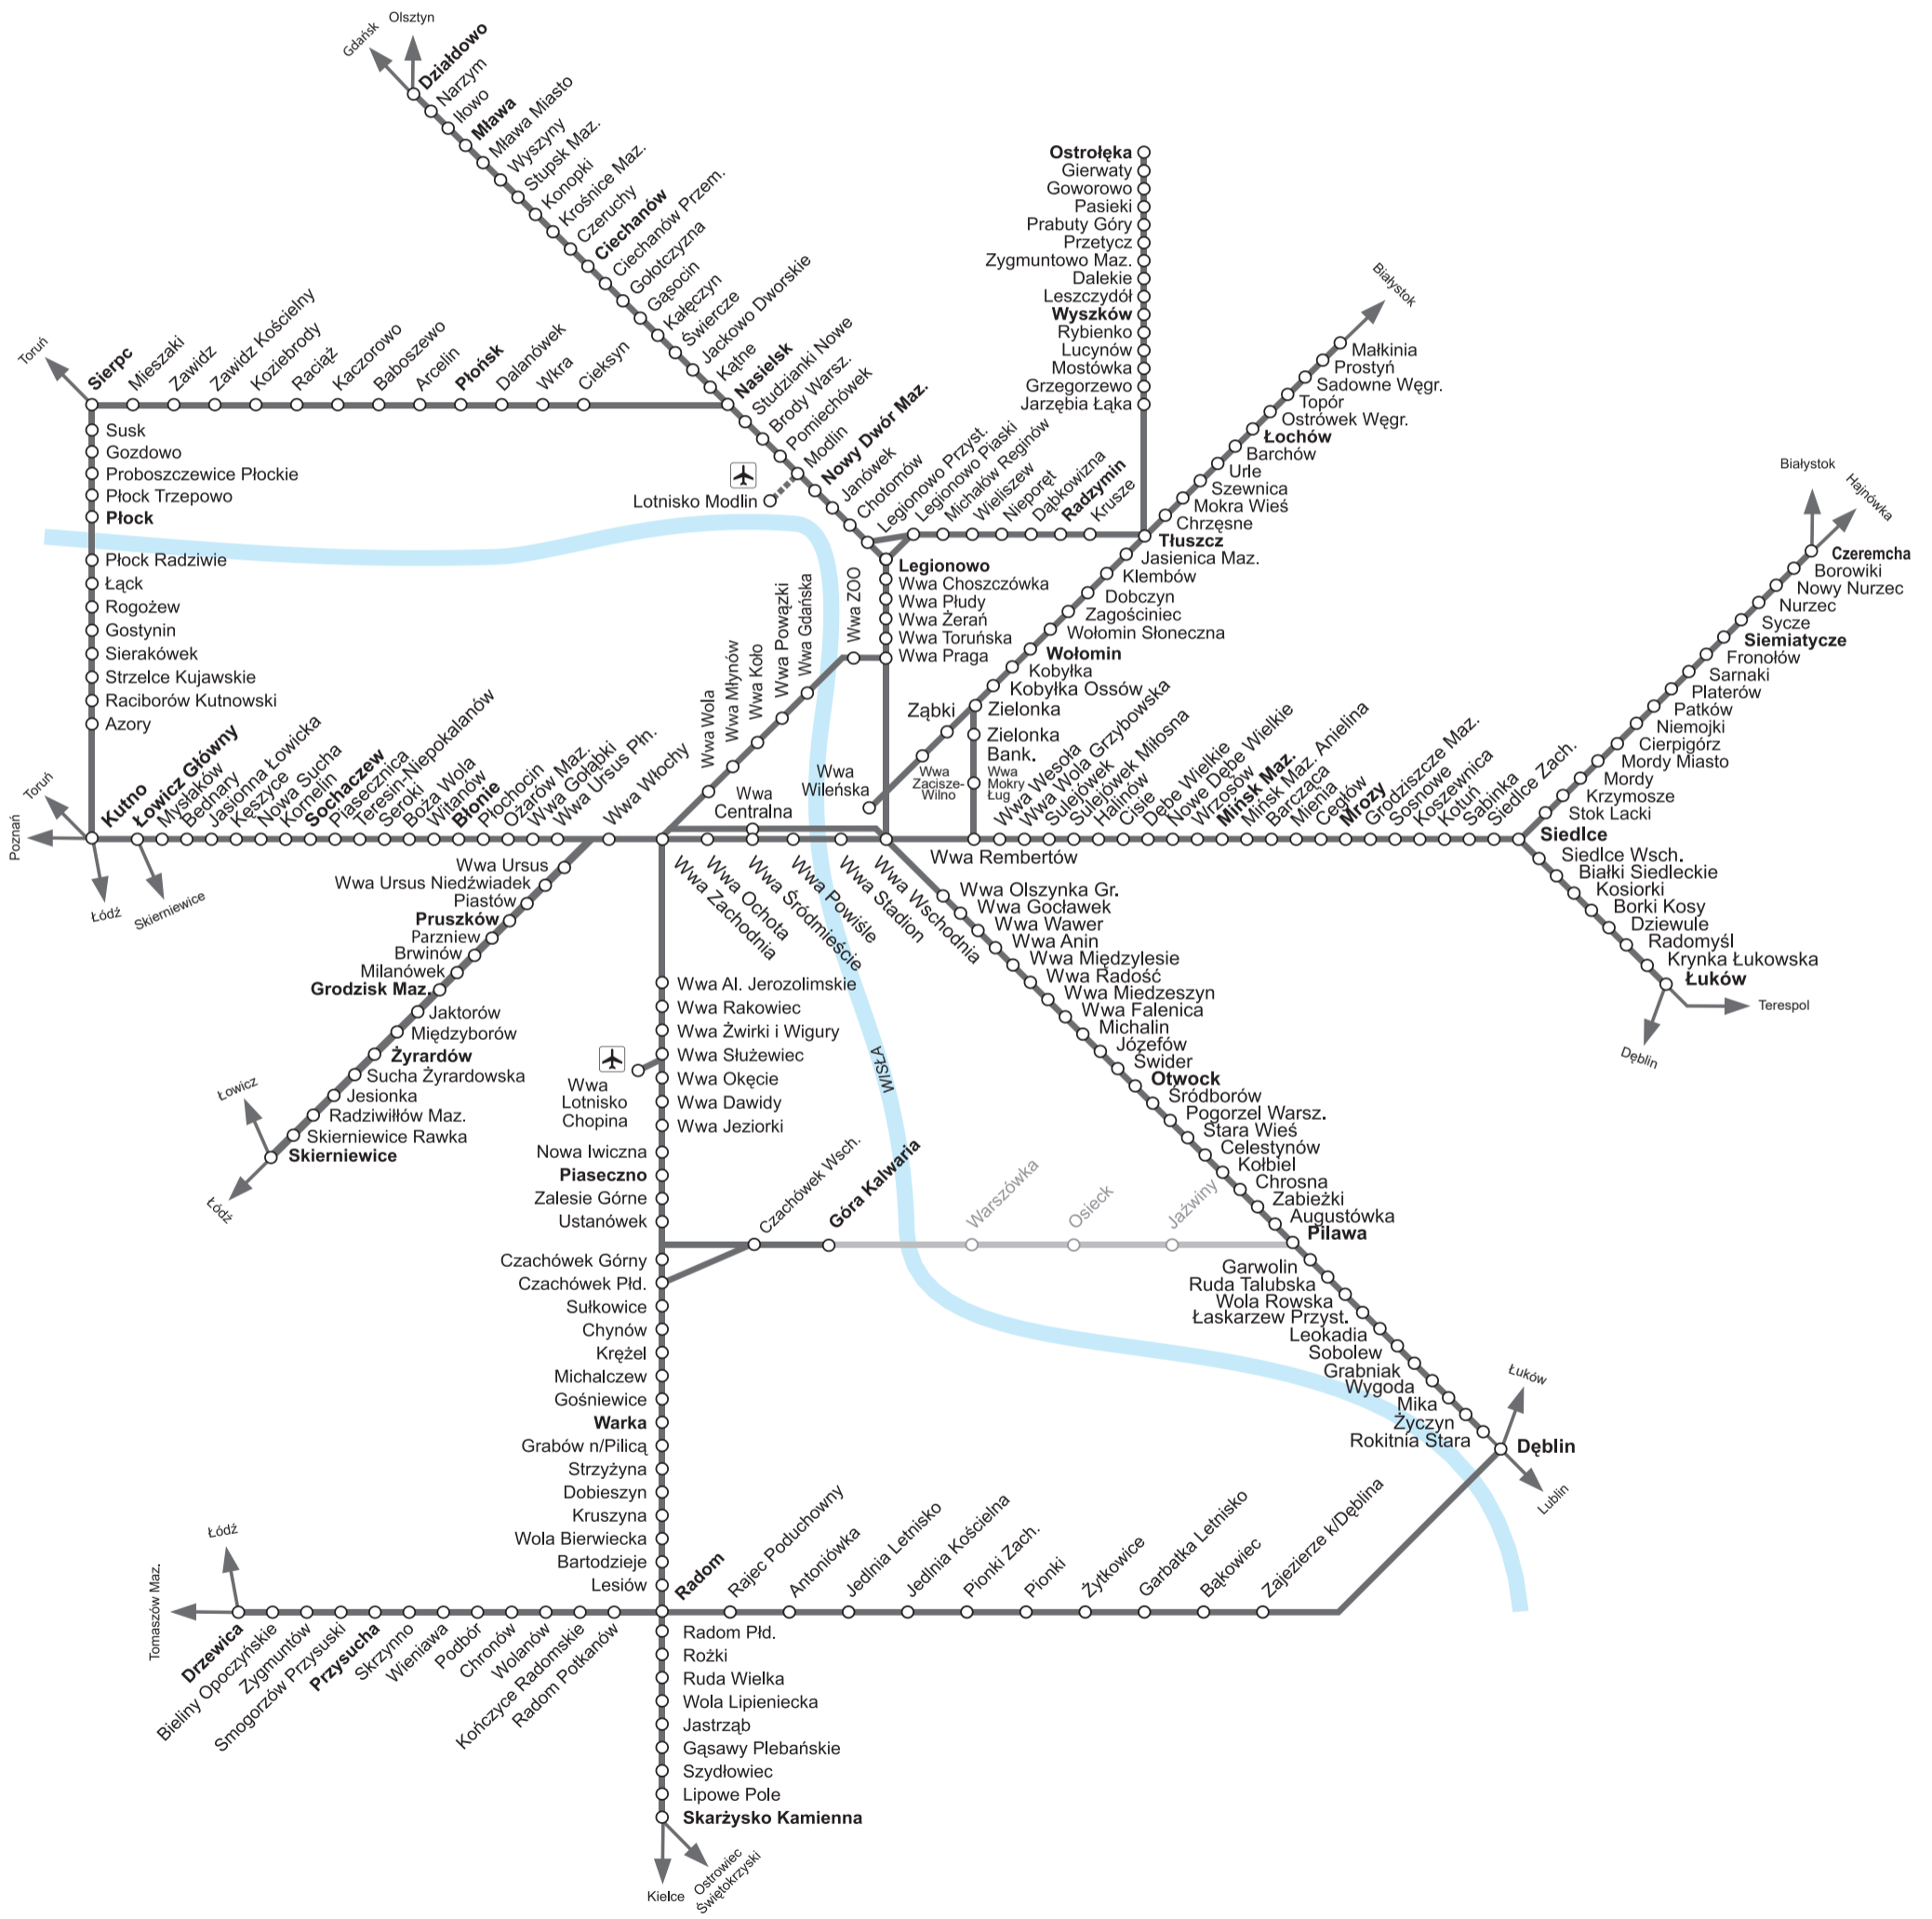 Gdańsk
Olsztyn
Działdowo
Narzym
Iłowo
Mława
Mława Miasto
Wyszyny
Stupsk Maz.
Konopki
Krośnice Maz.
Czeruchy
Ciechanów
Ciechanów Przem.
Gołotczyzna
Gąsocin
Kałęczyn
Świercze
Jackowo Dworskie
Kątne
Nasielsk
Studzianki Nowe
Brody Warsz.
Pomiechówek
Modlin
Nowy Dwór Maz.
Janówek
Chotomów
Legionowo Przyst.
Legionowo Piaski
Michałów Reginów
Wieliszew
Nieporęt
Dąbkowizna
Radzymin
Krusze
Lotnisko Modlin
Ostrołęka
Gierwaty
Goworowo
Pasieki
Prabuty Góry
Przetycz
Zygmuntowo Maz.
Dalekie
Leszczydół
Wyszków
Rybienko
Lucynów
Mostówka
Grzegorzewo
Jarzębia Łąka
Białystok
Małkinia
Prostyń
Sadowne Węgr.
Topór
Ostrówek Węgr.
Łochów
Barchów
Urle
Szewnica
Mokra Wieś
Chrzęsne
Tłuszcz
Jasienica Maz.
Klembów
Dobczyn
Zagościniec
Wołomin Słoneczna
Wołomin
Kobyłka
Kobyłka Ossów
Zielonka
Ząbki
Zielonka
Bank.
Wwa
Zacisze-
Wilno
Wwa
Mokry
Ług
Wwa
Wileńska
Toruń
Sierpc
Mieszaki
Zawidz
Zawidz Kościelny
Koziebrody
Raciąż
Kaczorowo
Baboszewo
Arcelin
Płońsk
Dalanówek
Wkra
Cieksyn
Susk
Gozdowo
Proboszczewice Płockie
Płock Trzepowo
Płock
Płock Radziwie
Łąck
Rogożew
Gostynin
Sierakówek
Strzelce Kujawskie
Raciborów Kutnowski
Azory
Toruń
Poznań
Łódź
Skierniewice
Kutno
Łowicz Główny
Mysłaków
Bednary
Jasionna Łowicka
Kęszyce
Nowa Sucha
Kornelin
Sochaczew
Piasecznica
Teresin-Niepokalanów
Seroki
Boża Wola
Witanów
Błonie
Płochocin
Ożarów Maz.
Wwa Gołąbki
Wwa Ursus Płn.
Wwa Włochy
Wwa Wola
Wwa Młynów
Wwa Koło
Wwa Powązki
Wwa Gdańska
Wwa ZOO
Legionowo
Wwa Choszczówka
Wwa Płudy
Wwa Żerań
Wwa Toruńska
Wwa Praga
Wwa
Centralna
Wwa Zachodnia
Wwa Ochota
Wwa Śródmieście
Wwa Powiśle
Wwa Stadion
Wwa Wschodnia
Wwa Rembertów
Wwa Wesoła
Wwa Wola Grzybowska
Sulejówek
Sulejówek Miłosna
Halinów
Cisie
Dębe Wielkie
Nowe Dębe Wielkie
Wrzosów
Mińsk Maz.
Mińsk Maz. Anielina
Barcząca
Mienia
Cegłów
Mrozy
Grodziszcze Maz.
Sosnowe
Koszewnica
Kotuń
Sabinka
Siedlce Zach.
Siedlce
Białystok
Hajnówka
Czeremcha
Borowiki
Nowy Nurzec
Nurzec
Sycze
Siemiatycze
Fronołów
Sarnaki
Platerów
Patków
Niemojki
Cierpigórz
Mordy Miasto
Mordy
Krzymosze
Stok Lacki
Siedlce Wsch.
Białki Siedleckie
Kosiorki
Borki Kosy
Dziewule
Radomyśl
Krynka Łukowska
Łuków
Terespol
Dęblin
Wwa Ursus
Wwa Ursus Niedźwiadek
Piastów
Pruszków
Parzniew
Brwinów
Milanówek
Grodzisk Maz.
Jaktorów
Międzyborów
Żyrardów
Sucha Żyrardowska
Jesionka
Radziwiłłów Maz.
Skierniewice Rawka
Skierniewice
Łowicz
Łódź
Wwa Al. Jerozolimskie
Wwa Rakowiec
Wwa Żwirki i Wigury
Wwa Służewiec
Wwa Okęcie
Wwa Dawidy
Wwa Jeziorki
Wwa
Lotnisko
Chopina
Nowa Iwiczna
Piaseczno
Zalesie Górne
Ustanówek
Czachówek Górny
Czachówek Płd.
Sułkowice
Chynów
Krężel
Michalczew
Gośniewice
Warka
Grabów n/Pilicą
Strzyżyna
Dobieszyn
Kruszyna
Wola Bierwiecka
Bartodzieje
Lesiów
Czachówek Wsch.
Góra Kalwaria
Warszówka
Osieck
Jaźwiny
WISŁA
Wwa Olszynka Gr.
Wwa Gocławek
Wwa Wawer
Wwa Anin
Wwa Międzylesie
Wwa Radość
Wwa Miedzeszyn
Wwa Falenica
Michalin
Józefów
Świder
Otwock
Śródborów
Pogorzel Warsz.
Stara Wieś
Celestynów
Kołbiel
Chrosna
Zabieżki
Augustówka
Pilawa
Garwolin
Ruda Talubska
Wola Rowska
Łaskarzew Przyst.
Leokadia
Sobolew
Grabniak
Wygoda
Mika
Życzyn
Rokitnia Stara
Dęblin
Łuków
Lublin
Radom
Rajec Poduchowny
Antoniówka
Jedlnia Letnisko
Jedlnia Kościelna
Pionki Zach.
Pionki
Żytkowice
Garbatka Letnisko
Bąkowiec
Zajezierze k/Dęblina
Łódź
Tomaszów Maz.
Drzewica
Bieliny Opoczyńskie
Zygmuntów
Smogorzów Przysuski
Przysucha
Skrzynno
Wieniawa
Podbór
Chronów
Wolanów
Kończyce Radomskie
Radom Potkanów
Radom Płd.
Rożki
Ruda Wielka
Wola Lipieniecka
Jastrząb
Gąsawy Plebańskie
Szydłowiec
Lipowe Pole
Skarżysko Kamienna
Kielce
Ostrowiec
Świętokrzyski